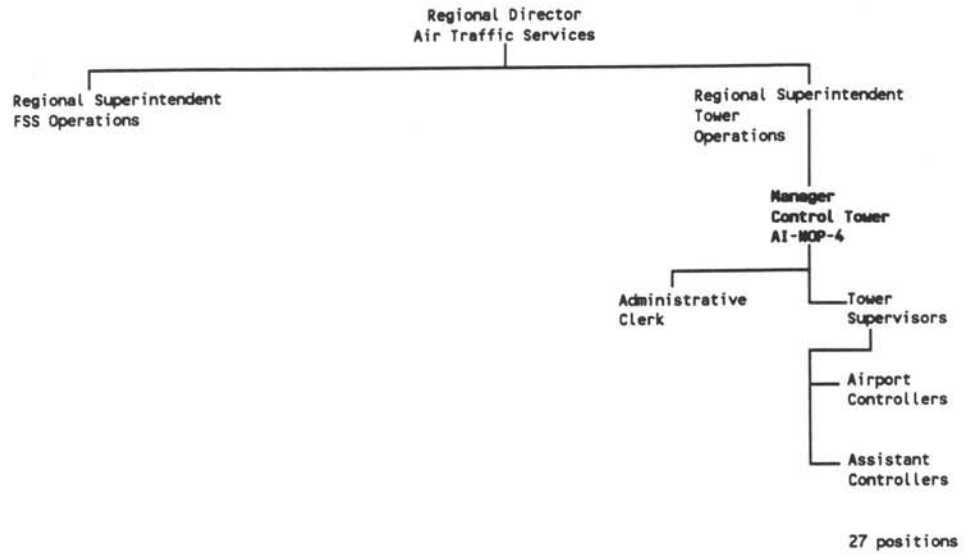 Regional Director
Air Traffic Services
Regional Superintendent
FSS Operations
Regional Superintendent
Tower
Operations
Manager
Control Tower
AI-NOP-4
Administrative
Clerk
Tower
Supervisors
Airport
Controllers
Assistant
Controllers
27 positions